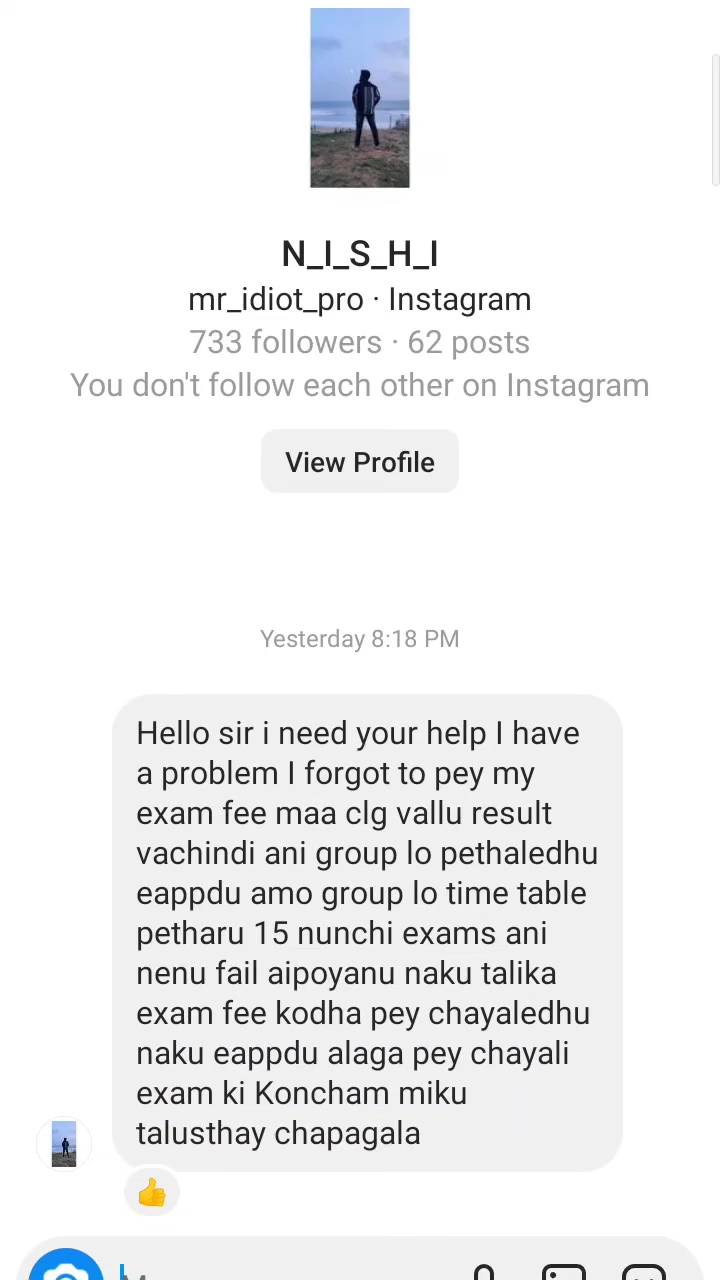 N_I_S_H_I
mr_idiot_pro · Instagram
733 followers · 62 posts
You don't follow each other on Instagram
View Profile
Yesterday 8:18 PM
Hello sir i need your help I have
a problem I forgot to pey my
exam fee maa clg vallu result
vachindi ani group lo pethaledhu
eappdu amo group lo time table
petharu 15 nunchi exams ani
nenu fail aipoyanu naku talika
exam fee kodha pey chayaledhu
naku eappdu alaga pey chayali
exam ki Koncham miku
talusthay chapagala